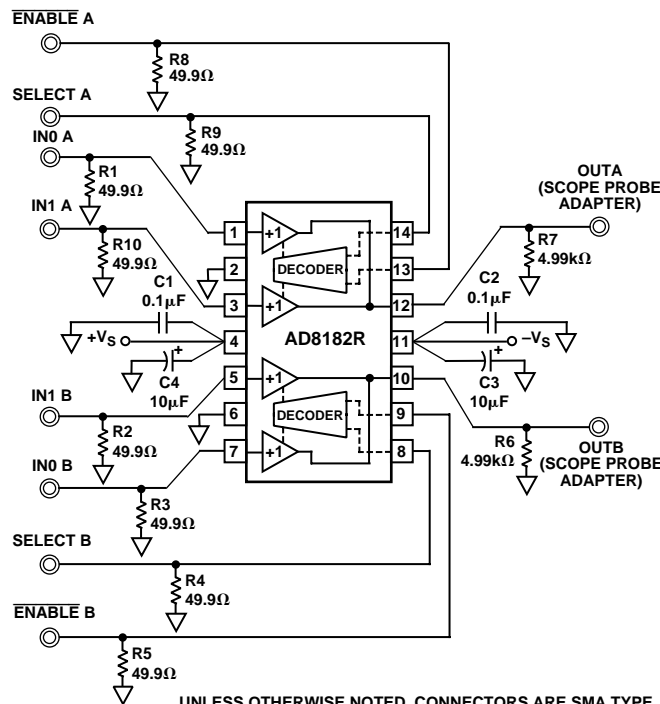 ENABLE A
R8
49.9Ω
SELECT A
R9
49.9Ω
IN0 A
R1
49.9Ω
IN1 A
R10
49.9Ω
OUTA
(SCOPE PROBE
ADAPTER)
R7
4.99kΩ
1
+1
14
2
DECODER
13
3
+1
12
C1
0.1µF
C2
0.1µF
+VS
4
AD8182R
11
–VS
+
C4
10µF
+
C3
10µF
5
+1
10
IN1 B
6
DECODER
9
R2
49.9Ω
7
+1
8
R6
4.99kΩ
OUTB
(SCOPE PROBE
ADAPTER)
IN0 B
R3
49.9Ω
SELECT B
R4
49.9Ω
ENABLE B
R5
49.9Ω
UNLESS OTHERWISE NOTED, CONNECTORS ARE SMA TYPE